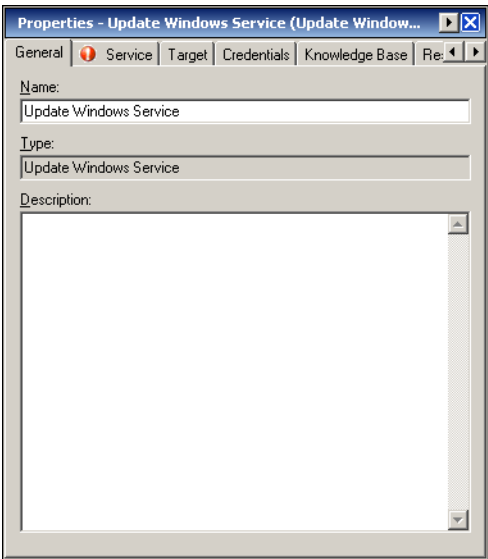 Properties - Update Windows Service (Update Window...
General Service Target Credentials Knowledge Base Re
Name:
Update Windows Service
Type:
Update Windows Service
Description: